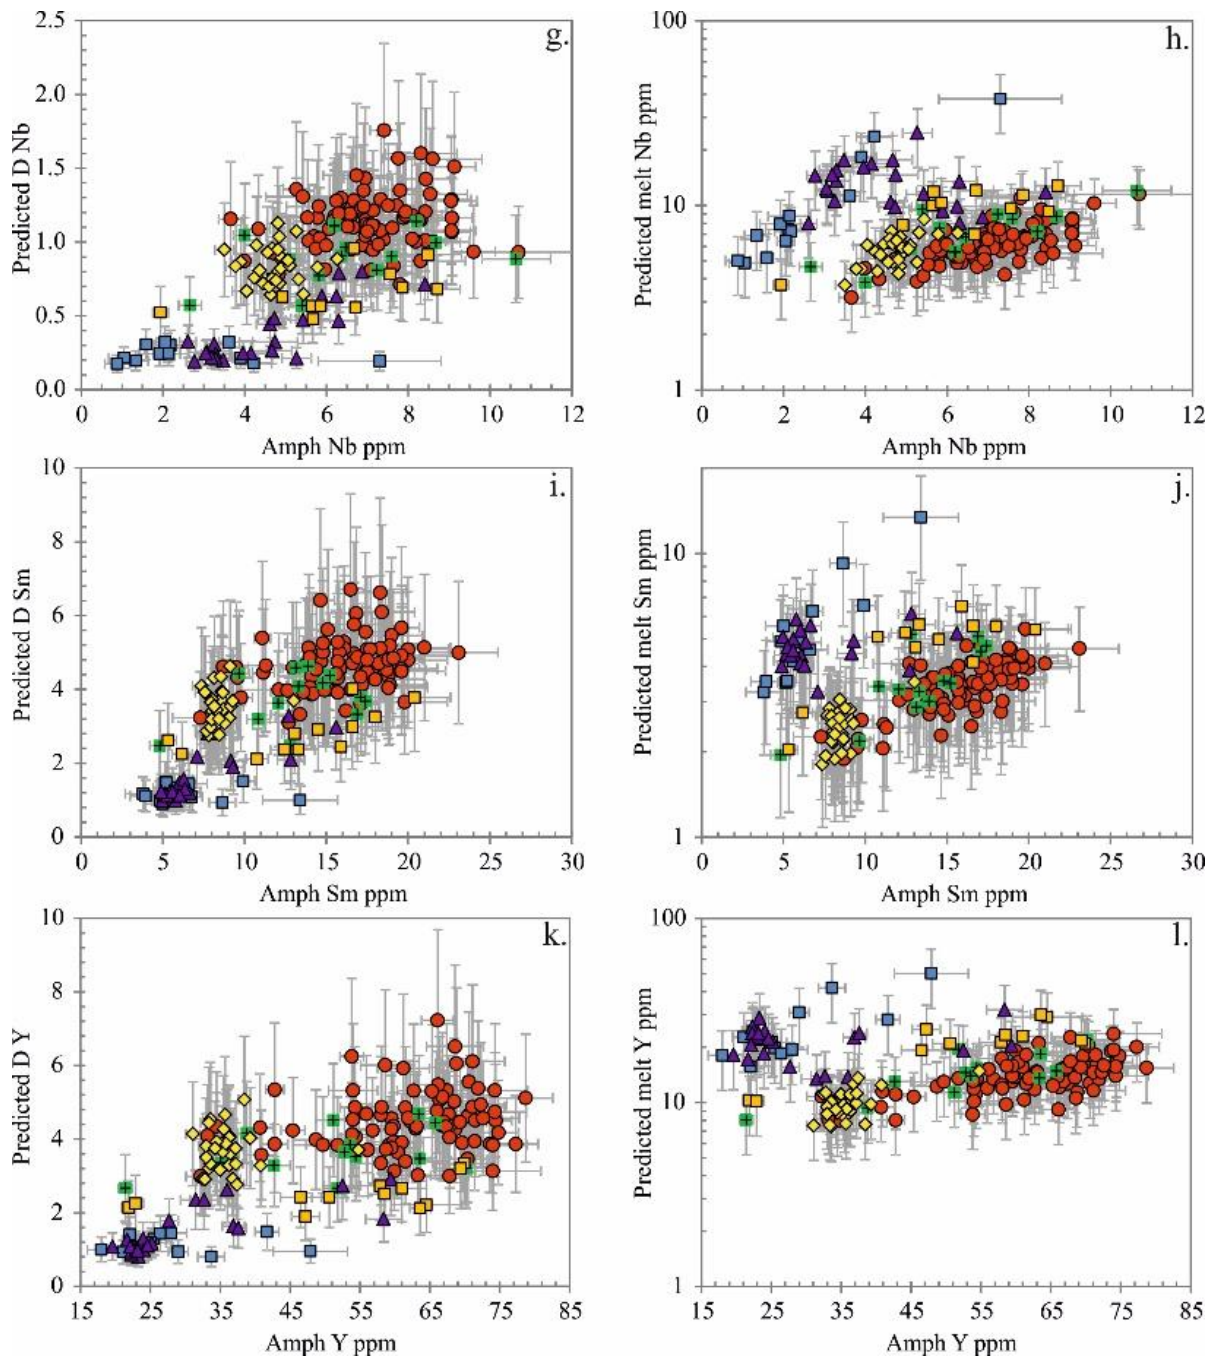 g.
Predicted D Nb
2.5
2.0
1.5
1.0
0.5
0.0
0 2 4 6 8 10 12
Amph Nb ppm
h.
Predicted melt Nb ppm
100
10
1
0 2 4 6 8 10 12
Amph Nb ppm
i.
Predicted D Sm
10
8
6
4
2
0
0 5 10 15 20 25 30
Amph Sm ppm
j.
Predicted melt Sm ppm
10
1
0 5 10 15 20 25 30
Amph Sm ppm
k.
Predicted D Y
10
8
6
4
2
0
15 25 35 45 55 65 75 85
Amph Y ppm
l.
Predicted melt Y ppm
100
10
1
15 25 35 45 55 65 75 85
Amph Y ppm